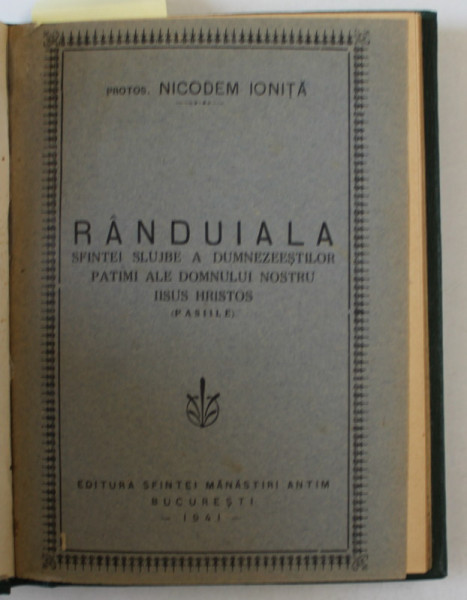 PROTOS. NICODEM IONIȚĂ
RÂNDUIALA
SFINTEI SLUJBE A DUMNEZEEȘTILOR
PATIMI ALE DOMNULUI NOSTRU
IISUS HRISTOS
(PASIILE)
EDITURA SFINTEI MÂNĂSTIRI ANTIM
BUCUREȘTI
— 1941 —